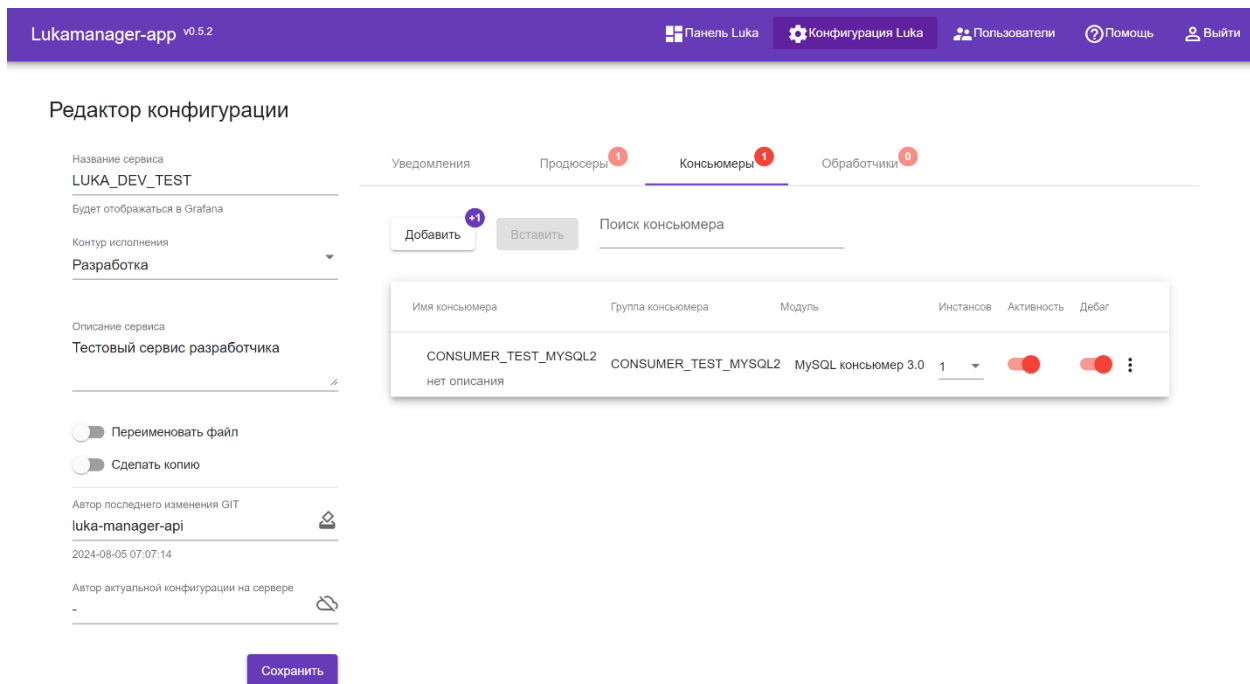 Lukamanager-app v0.5.2
Панель Luka
Конфигурация Luka
Пользователи
Помощь
Выйти
Редактор конфигурации
Название сервиса
LUKA_DEV_TEST
Будет отображаться в Grafana
Контур исполнения
Разработка
Описание сервиса
Тестовый сервис разработчика
Переименовать файл
Сделать копию
Автор последнего изменения GIT
luka-manager-api
2024-08-05 07:07:14
Автор актуальной конфигурации на сервере
-
Сохранить
Уведомления
Продюсеры 1
Консьюмеры 1
Обработчики 0
Добавить +1
Вставить
Поиск консьюмера
Имя консьюмера Группа консьюмера Модуль Инстансов Активность Дебаг
CONSUMER_TEST_MYSQL2 CONSUMER_TEST_MYSQL2 MySQL консьюмер 3.0 1
нет описания